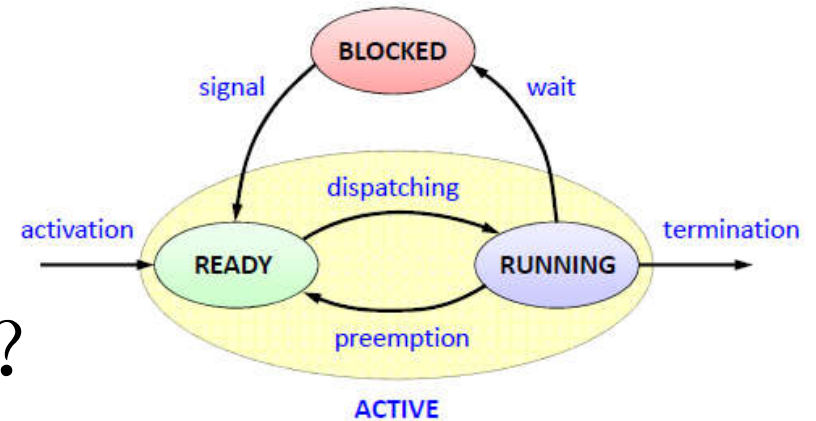 BLOCKED
signal
wait
dispatching
activation
termination
READY
RUNNING
?
preemption
ACTIVE